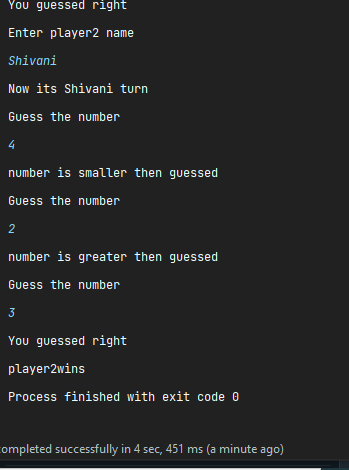 You guessed right
Enter player2 name
Shivani
Now its Shivani turn
Guess the number
4
number is smaller then guessed
Guess the number
2
number is greater then guessed
Guess the number
3
You guessed right
player2wins
Process finished with exit code 0
completed successfully in 4 sec, 451 ms (a minute ago)